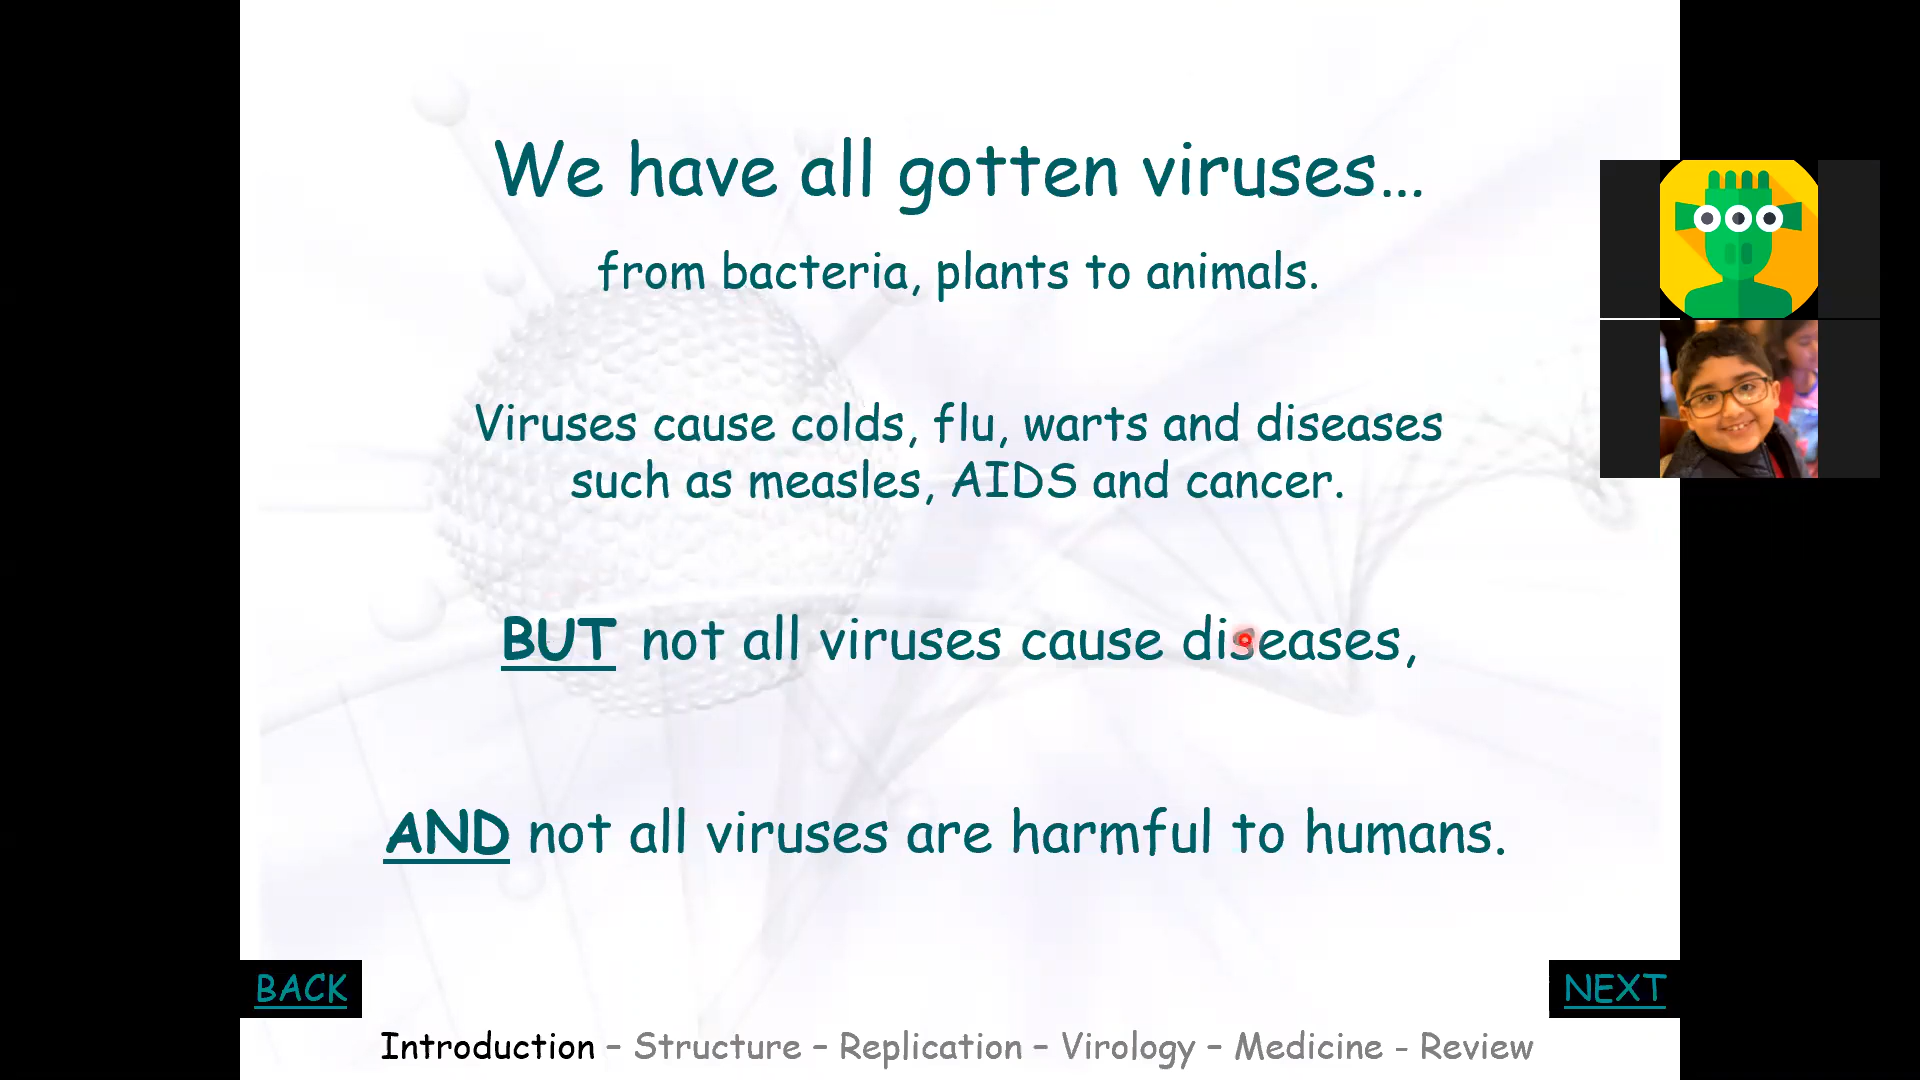 We have all gotten viruses...
from bacteria, plants to animals.
Viruses cause colds, flu, warts and diseases
such as measles, AIDS and cancer.
BUT not all viruses cause diseases,
AND not all viruses are harmful to humans.
BACK
NEXT
Introduction – Structure – Replication – Virology – Medicine - Review